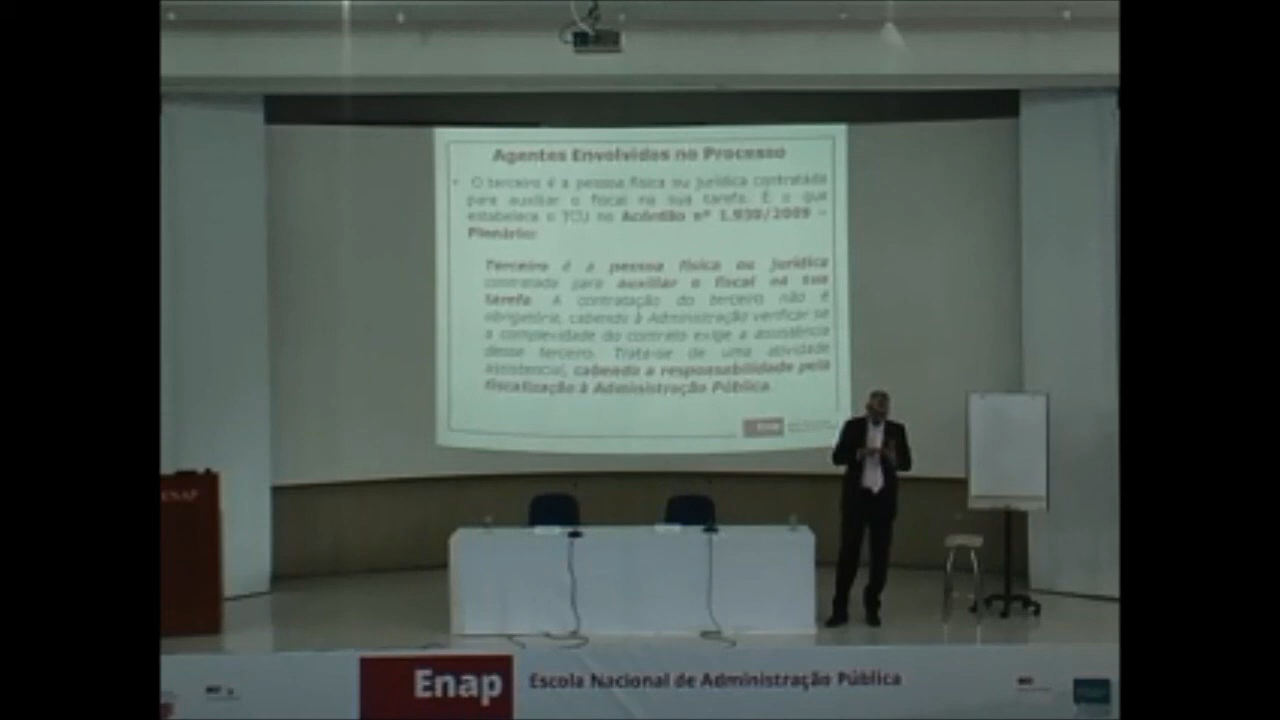 Agentes Envolvidos no Processo
• O terceiro é a pessoa física ou jurídica contratada
para auxiliar o fiscal na sua tarefa. É o que
estabelece o TCU no Acórdão nº 1.930/2009 –
Plenário:
Terceiro é a pessoa física ou jurídica
contratada para auxiliar o fiscal na sua
tarefa. A contratação do terceiro não é
obrigatória, cabendo à Administração verificar se
a complexidade do contrato exige a assistência
desse terceiro. Trata-se de uma atividade
assistencial, cabendo a responsabilidade pela
fiscalização à Administração Pública.
Enap
ENAP
Enap Escola Nacional de Administração Pública